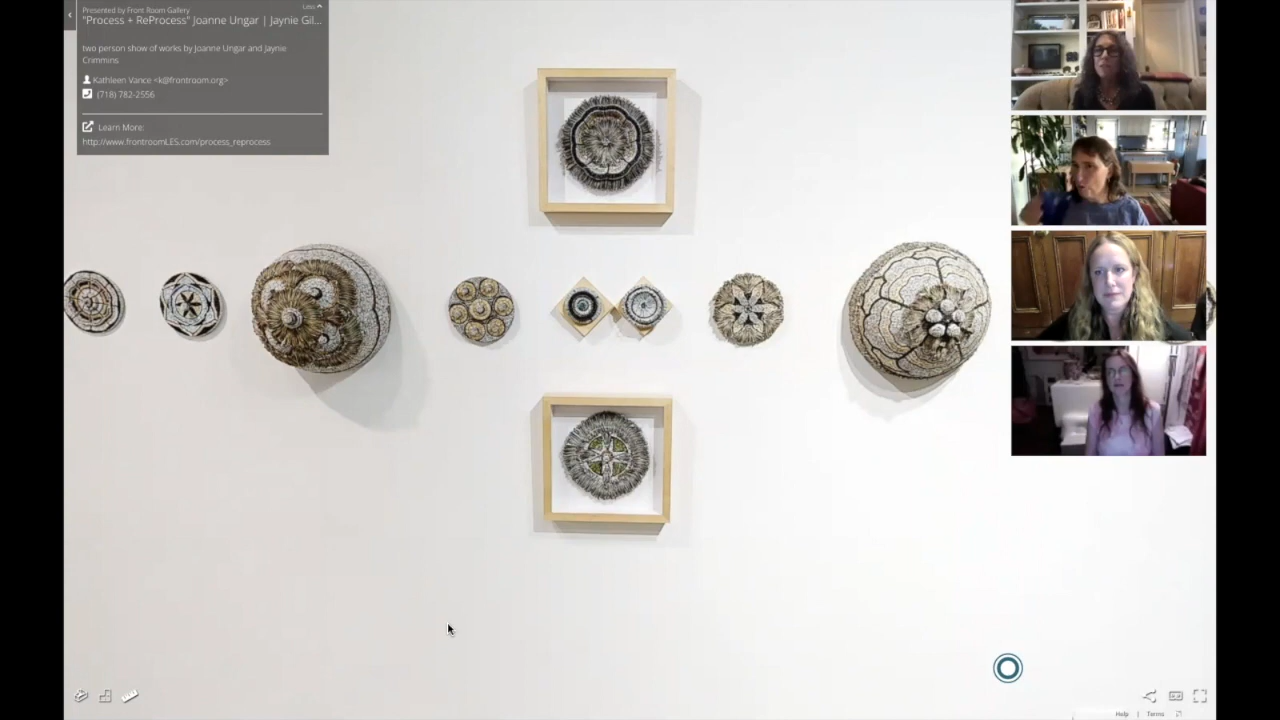 Presented by Front Room Gallery
"Process + ReProcess" Joanne Ungar | Jaynie Gil...
two person show of works by Joanne Ungar and Jaynie
Crimmins
Kathleen Vance <k@frontroom.org>
(718) 782-2556
Learn More:
http://www.frontroomLES.com/process_reprocess
Help | Terms